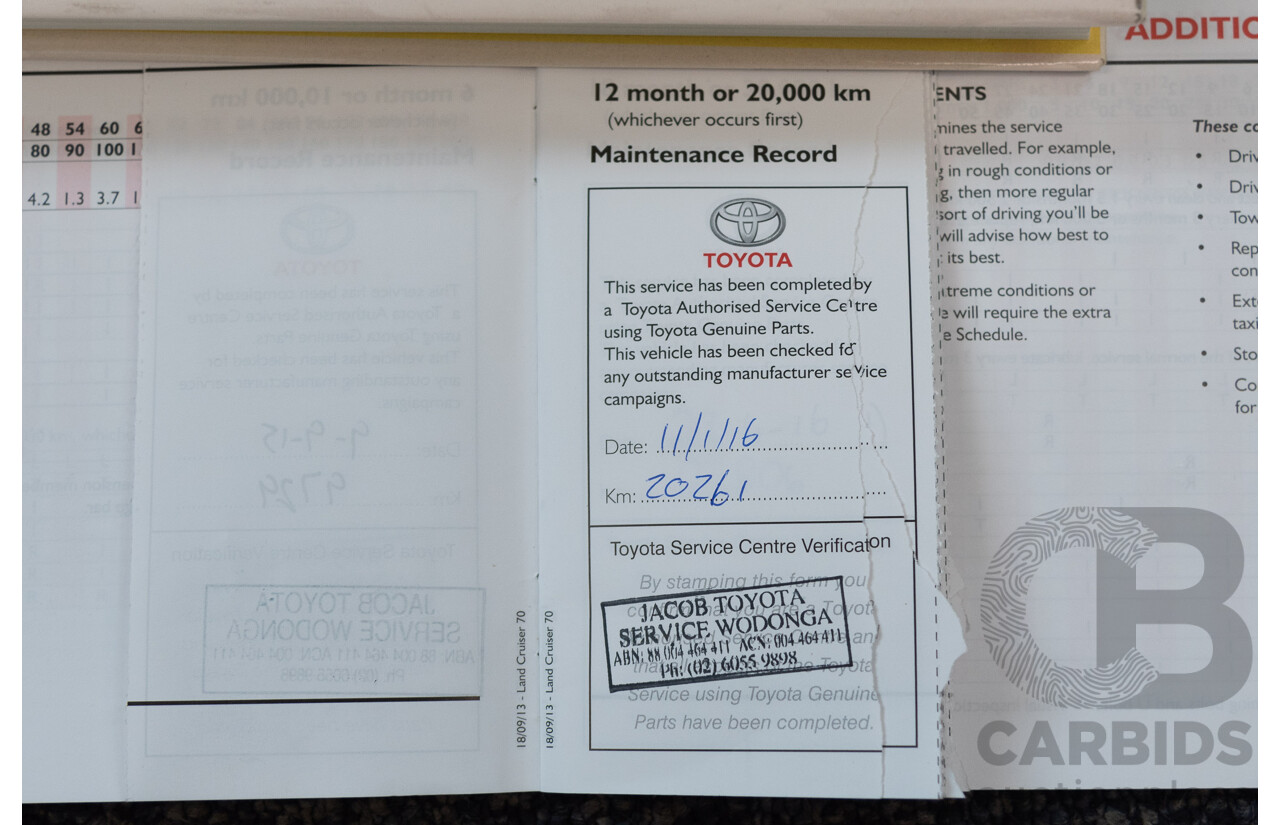 ADDITIO
48 54 60 6
80 90 100 1
4.2 1.3 3.7 1
12 month or 20,000 km
(whichever occurs first)
Maintenance Record
TOYOTA
This service has been completed by
a Toyota Authorised Service Centre
using Toyota Genuine Parts.
This vehicle has been checked for
any outstanding manufacturer service
campaigns.
Date: 11/1/16
Km: 20261
Toyota Service Centre Verification
By stamping this form you
JACOB TOYOTA
SERVICE WODONGA
ABN: 88 004 464 411 ACN: 004 464 411
PH: (02) 6055 9898
Service using Toyota Genuine
Parts have been completed.
18/09/13 - Land Cruiser 70
18/09/13 - Land Cruiser 70
ENTS
mines the service
travelled. For example,
g in rough conditions or
g, then more regular
sort of driving you'll be
will advise how best to
its best.
xtreme conditions or
e will require the extra
e Schedule.
These co
• Driv
• Driv
• Tow
• Rep
con
• Exte
taxi
• Sto
• Co
for
CB
CARBIDS